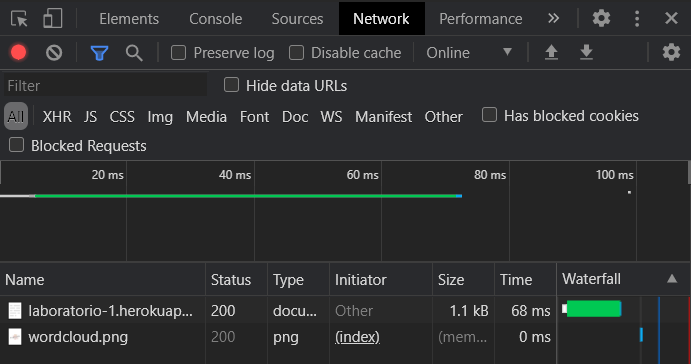 Elements Console Sources Network Performance »
Preserve log Disable cache Online
Filter Hide data URLs
All XHR JS CSS Img Media Font Doc WS Manifest Other Has blocked cookies
Blocked Requests
20 ms 40 ms 60 ms 80 ms 100 ms
Name Status Type Initiator Size Time Waterfall
laboratorio-1.herokuap... 200 docu... Other 1.1 kB 68 ms
wordcloud.png 200 png (index) (mem... 0 ms